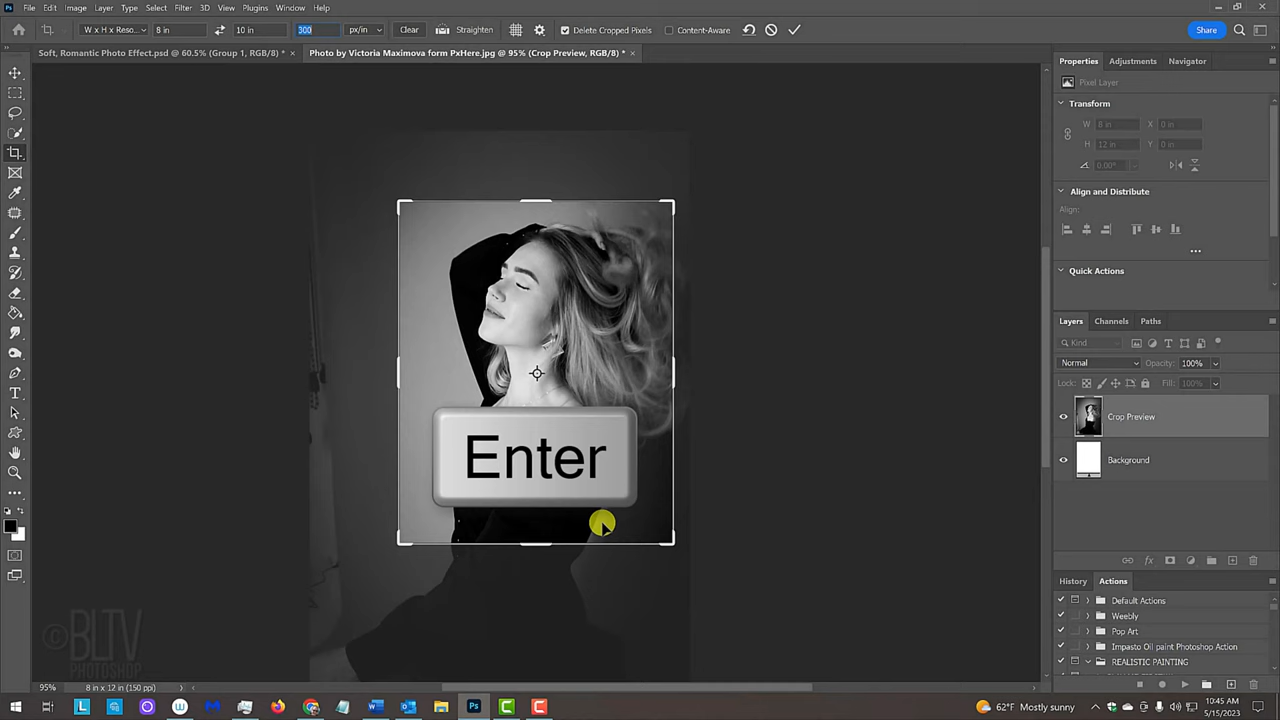 Ps File Edit Image Layer Type Select Filter 3D View Plugins Window Help
W x H x Reso... 8 in 10 in 300 px/in Clear Straighten Delete Cropped Pixels Content-Aware Share
Soft, Romantic Photo Effect.psd @ 60.5% (Group 1, RGB/8) * × Photo by Victoria Maximova form PxHere.jpg @ 95% (Crop Preview, RGB/8) * ×
Properties Adjustments Navigator
Pixel Layer
Transform
W 8 in X 0 in
H 12 in Y 0 in
0.00°
Align and Distribute
Align:
Quick Actions
Layers Channels Paths
Kind
Normal Opacity: 100%
Lock: Fill: 100%
Crop Preview
Background
Enter
History Actions
Default Actions
Weebly
Pop Art
Impasto Oil paint Photoshop Action
REALISTIC PAINTING
©BLTV
PHOTOSHOP
95% 8 in x 12 in (150 ppi)
62°F Mostly sunny
10:45 AM
5/15/2023